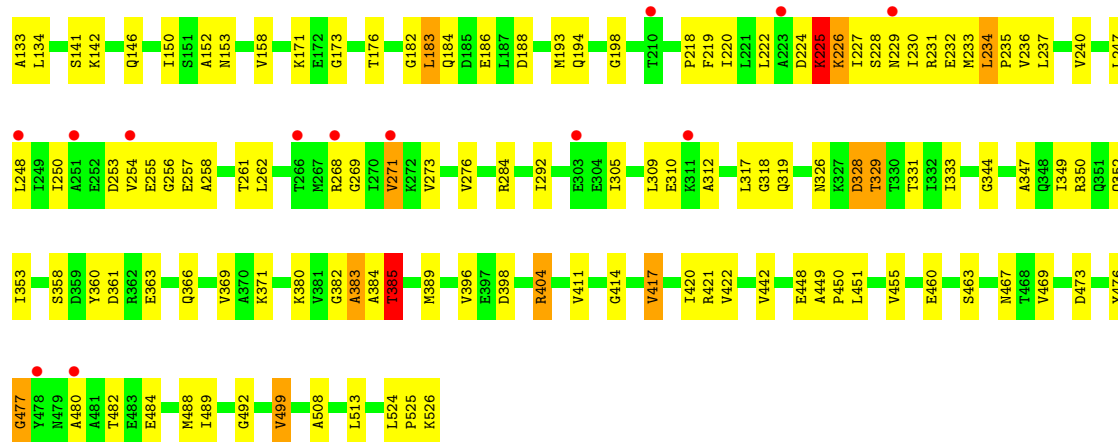 A133 L134 S141 K142 Q146 I150 S151 A152 N153 V158 K171 E172 G173 T176 G182 L183 Q184 D185 E186 L187 D188 M193 Q194 G198 T210 P218 F219 I220 L221 L222 A223 D224 K225 K226 I227 S228 N229 I230 R231 E232 M233 L234 P235 V236 L237 V240 L247
L248 I249 I250 A251 E252 D253 V254 E255 G256 E257 A258 T261 L262 T266 M267 R268 G269 I270 V271 K272 V273 V276 R284 I292 E303 E304 I305 L309 E310 K311 A312 L317 G318 Q319 N326 K327 D328 T329 T330 T331 I332 I333 G344 A347 Q348 I349 R350 Q351 Q352
I353 S358 D359 Y360 D361 R362 E363 Q366 V369 A370 K371 K380 V381 G382 A383 A384 T385 M389 V396 E397 D398 R404 V411 G414 V417 I420 R421 V422 V442 E448 A449 P450 L451 V455 E460 S463 N467 T468 V469 D473 Y476
G477 Y478 N479 A480 A481 T482 E483 E484 M488 I489 G492 V499 A508 L513 L524 P525 K526